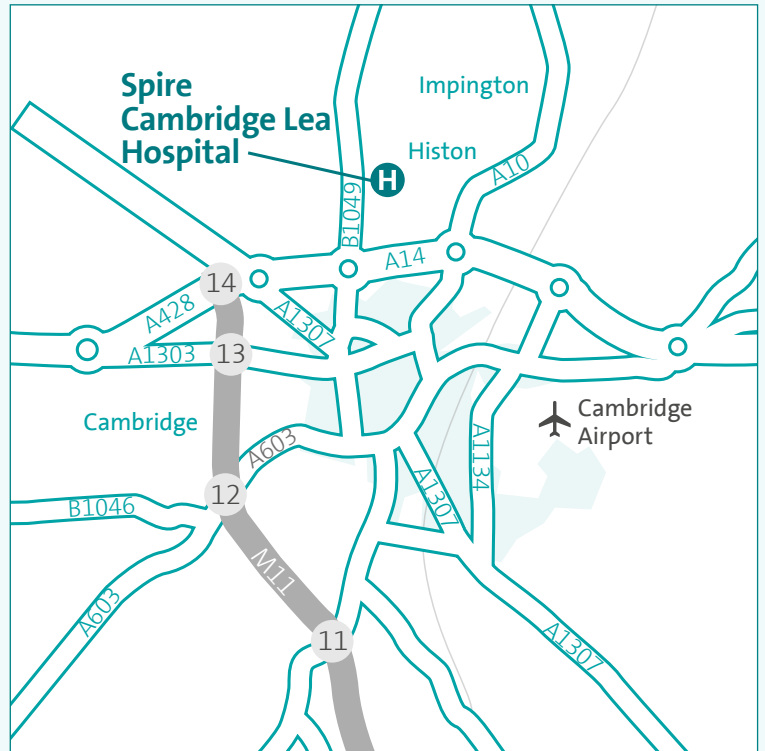 Spire
Cambridge Lea
Hospital
Impington
Histon
H
A10
B1049
A14
14
A428
A1307
A1303
13
Cambridge
Cambridge
Airport
A603
A1134
A1307
12
B1046
M11
A603
11
A1307